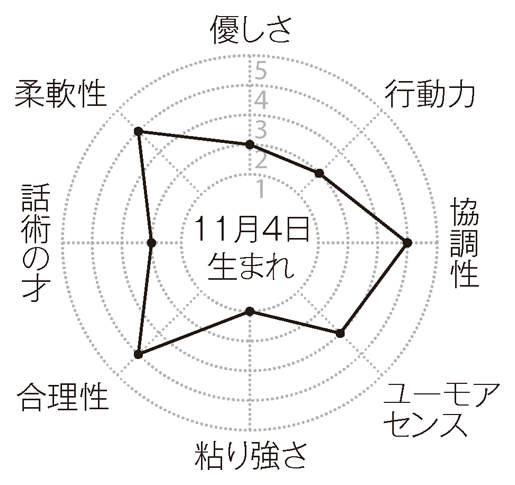 優しさ
行動力
協調性
ユーモア
センス
粘り強さ
合理性
話術の才
柔軟性
5
4
3
2
1
11月4日
生まれ